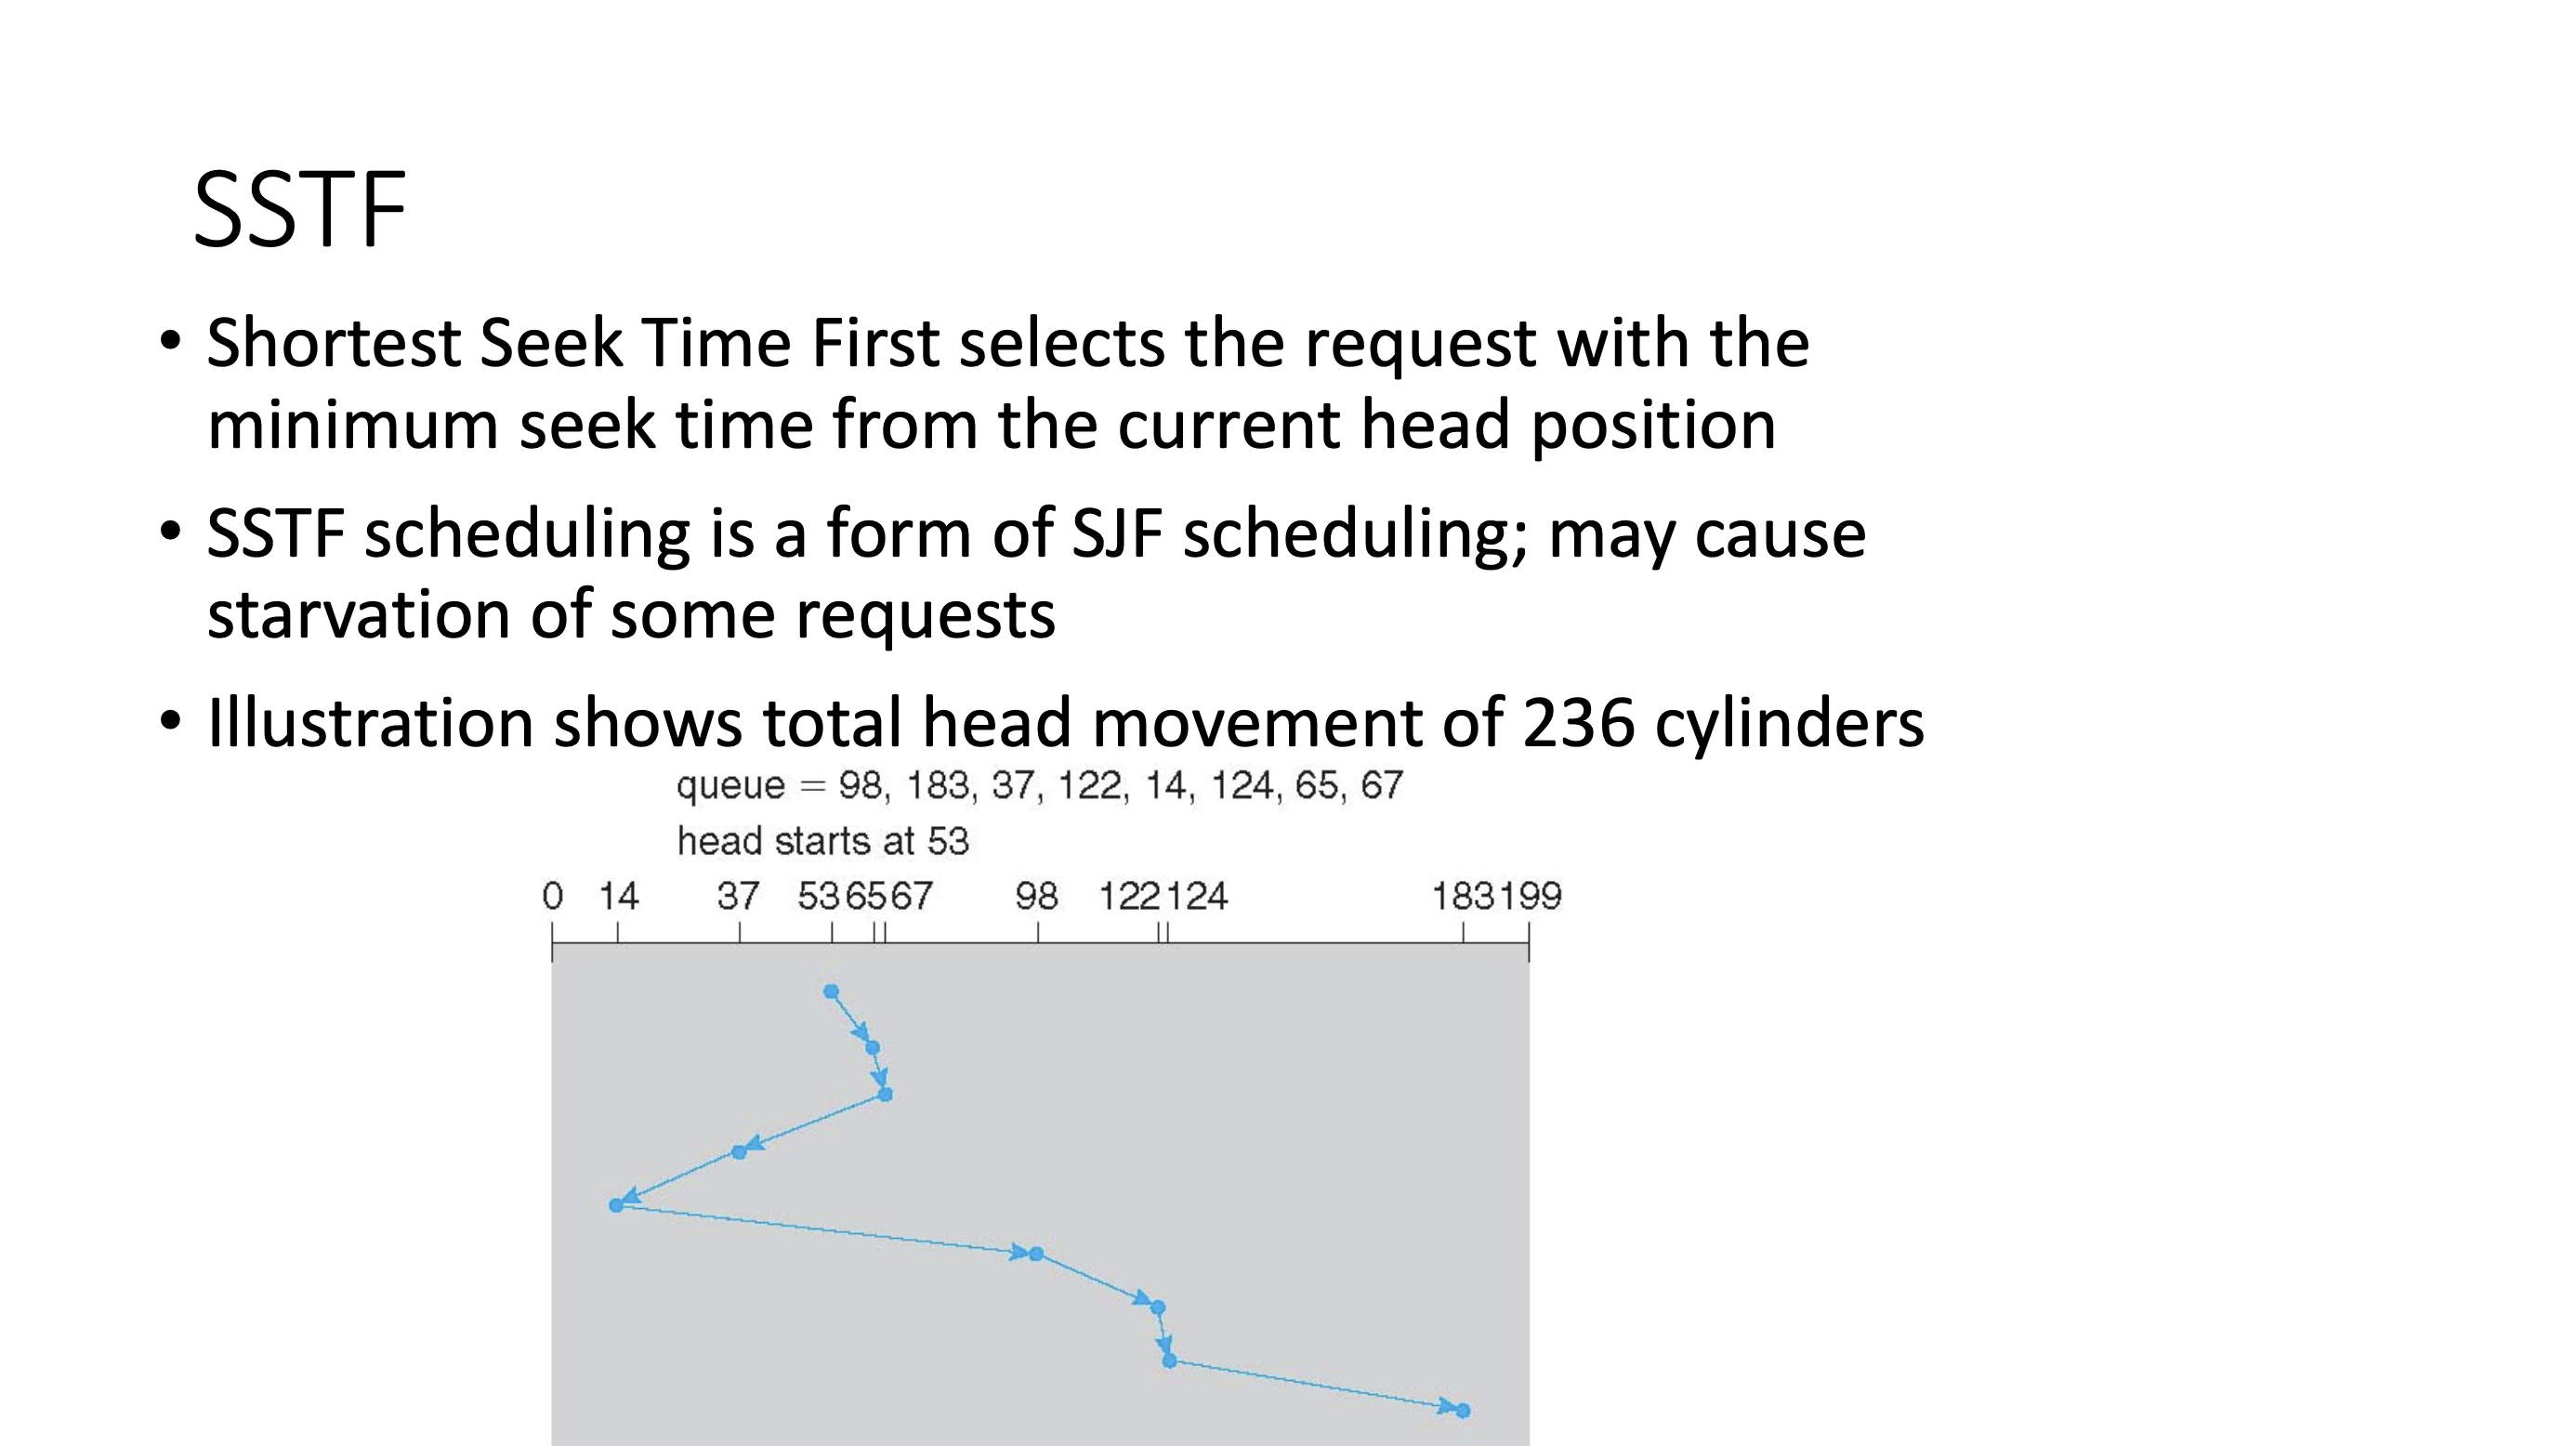 SSTF
• Shortest Seek Time First selects the request with the
minimum seek time from the current head position
• SSTF scheduling is a form of SJF scheduling; may cause
starvation of some requests
• Illustration shows total head movement of 236 cylinders
queue = 98, 183, 37, 122, 14, 124, 65, 67
head starts at 53
0 14 37 53 65 67 98 122 124 183 199